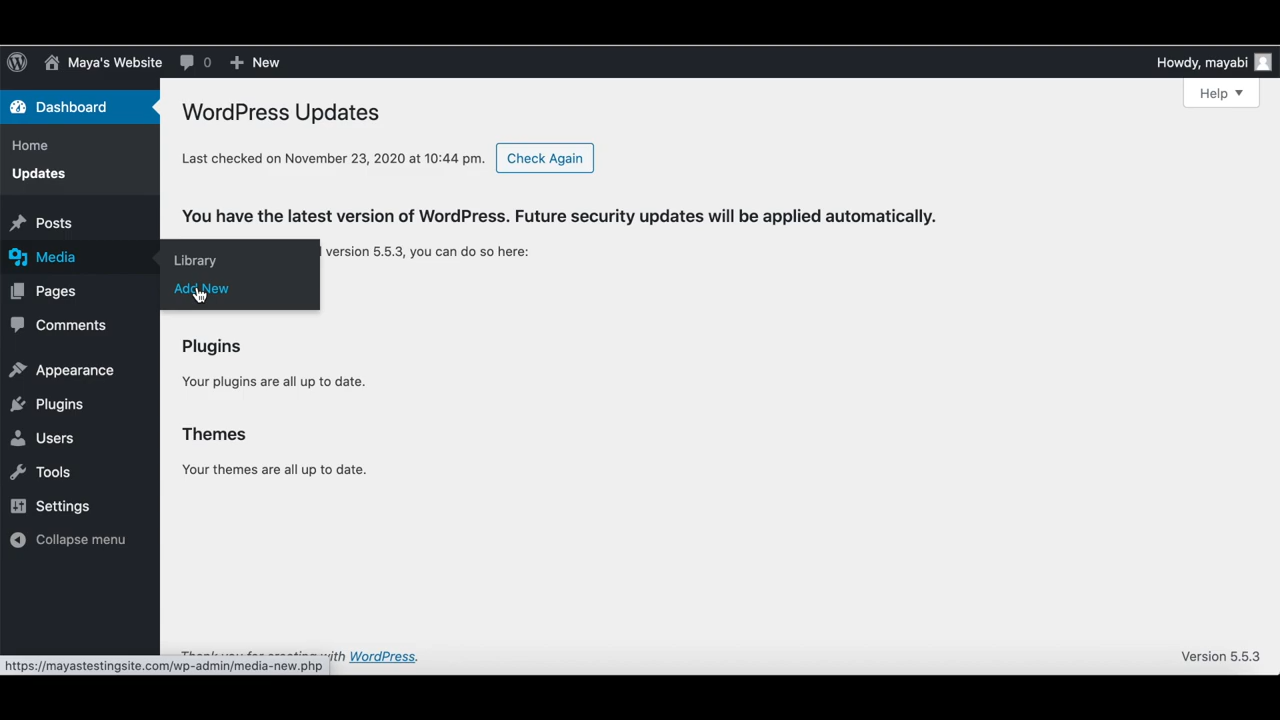 Maya's Website
0
New
Howdy, mayabi
Dashboard
Home
Updates
Posts
Media
Pages
Comments
Appearance
Plugins
Users
Tools
Settings
Collapse menu
Library
Add New
Help
WordPress Updates
Last checked on November 23, 2020 at 10:44 pm.
Check Again
You have the latest version of WordPress. Future security updates will be applied automatically.
version 5.5.3, you can do so here:
Plugins
Your plugins are all up to date.
Themes
Your themes are all up to date.
with WordPress.
Version 5.5.3
https://mayastestingsite.com/wp-admin/media-new.php